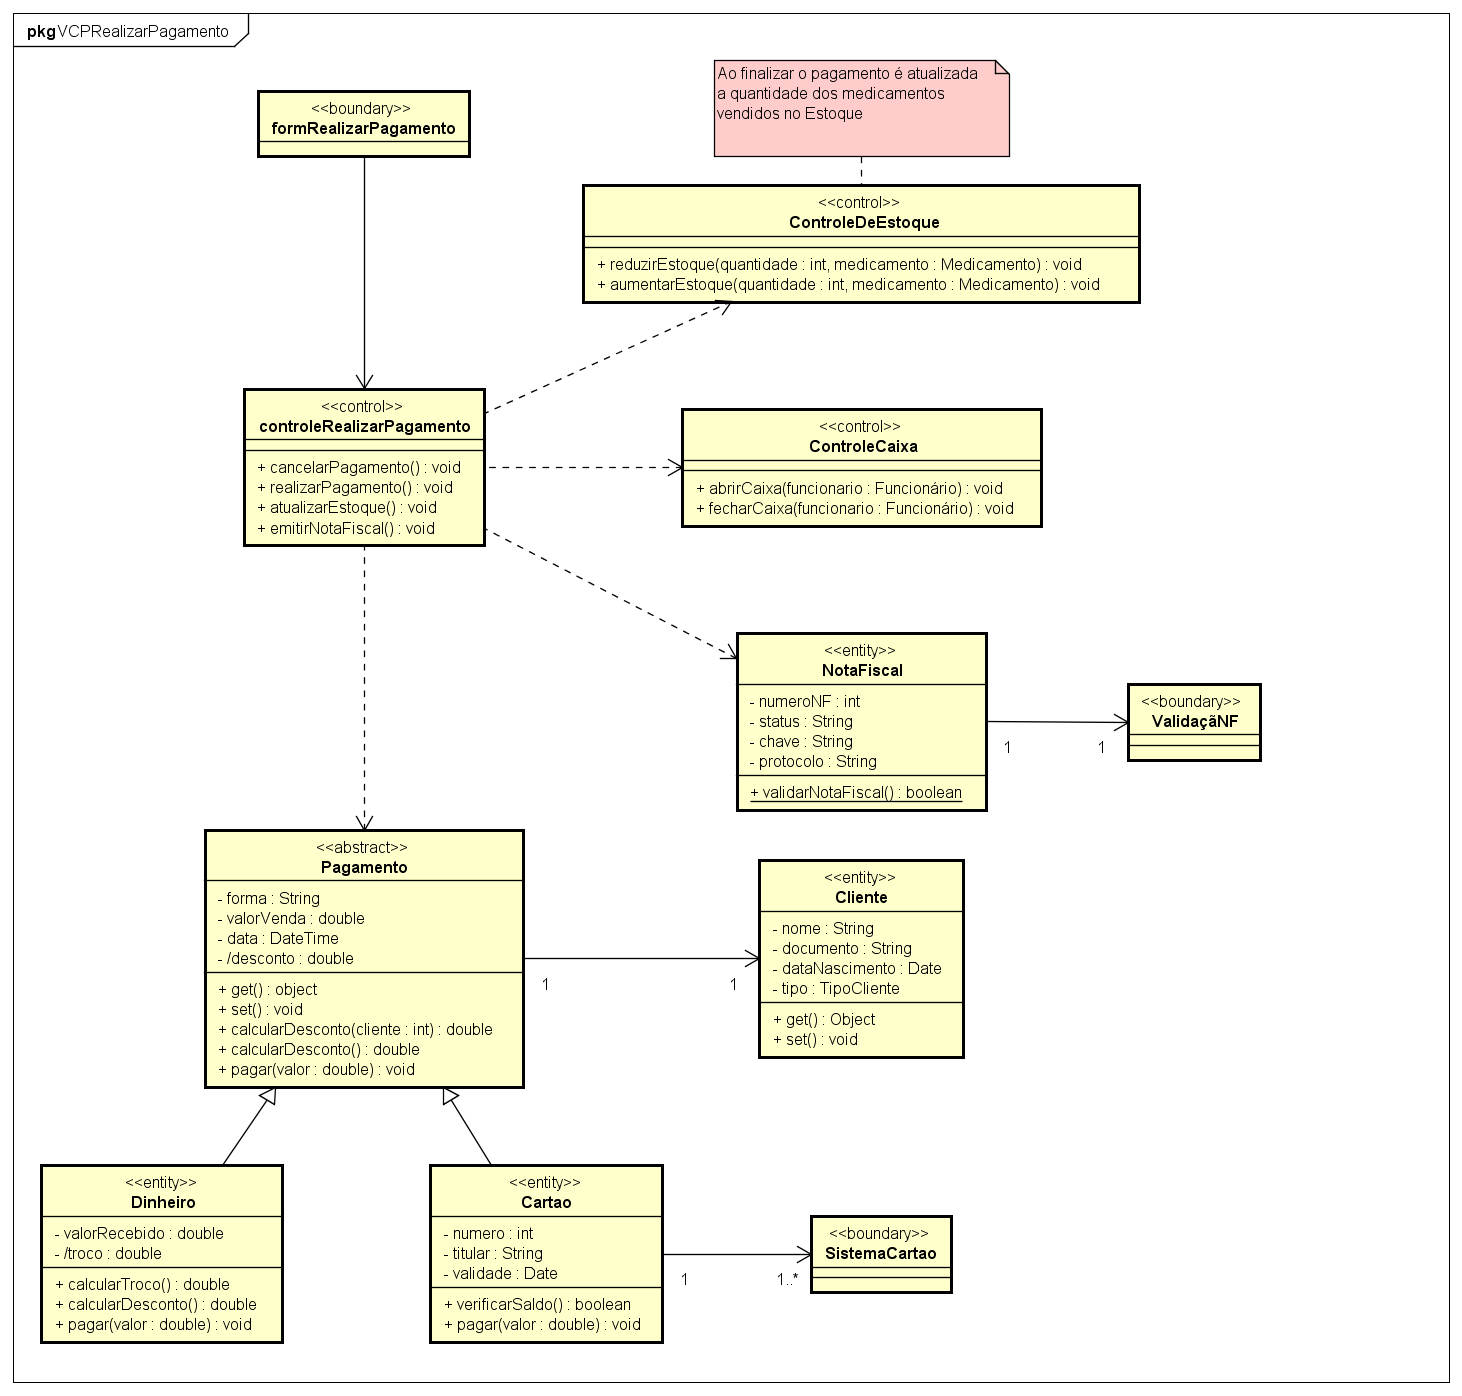 pkg VCPRealizarPagamento
Ao finalizar o pagamento é atualizada
a quantidade dos medicamentos
vendidos no Estoque
<<boundary>>
formRealizarPagamento
<<control>>
ControleDeEstoque
+ reduzirEstoque(quantidade : int, medicamento : Medicamento) : void
+ aumentarEstoque(quantidade : int, medicamento : Medicamento) : void
<<control>>
controleRealizarPagamento
+ cancelarPagamento() : void
+ realizarPagamento() : void
+ atualizarEstoque() : void
+ emitirNotaFiscal() : void
<<control>>
ControleCaixa
+ abrirCaixa(funcionario : Funcionário) : void
+ fecharCaixa(funcionario : Funcionário) : void
<<entity>>
NotaFiscal
- numeroNF : int
- status : String
- chave : String
- protocolo : String
+ validarNotaFiscal() : boolean
1
1
<<boundary>>
ValidaçãNF
<<abstract>>
Pagamento
- forma : String
- valorVenda : double
- data : DateTime
- /desconto : double
+ get() : object
+ set() : void
+ calcularDesconto(cliente : int) : double
+ calcularDesconto() : double
+ pagar(valor : double) : void
1
1
<<entity>>
Cliente
- nome : String
- documento : String
- dataNascimento : Date
- tipo : TipoCliente
+ get() : Object
+ set() : void
<<entity>>
Dinheiro
- valorRecebido : double
- /troco : double
+ calcularTroco() : double
+ calcularDesconto() : double
+ pagar(valor : double) : void
<<entity>>
Cartao
- numero : int
- titular : String
- validade : Date
+ verificarSaldo() : boolean
+ pagar(valor : double) : void
1
1..*
<<boundary>>
SistemaCartao